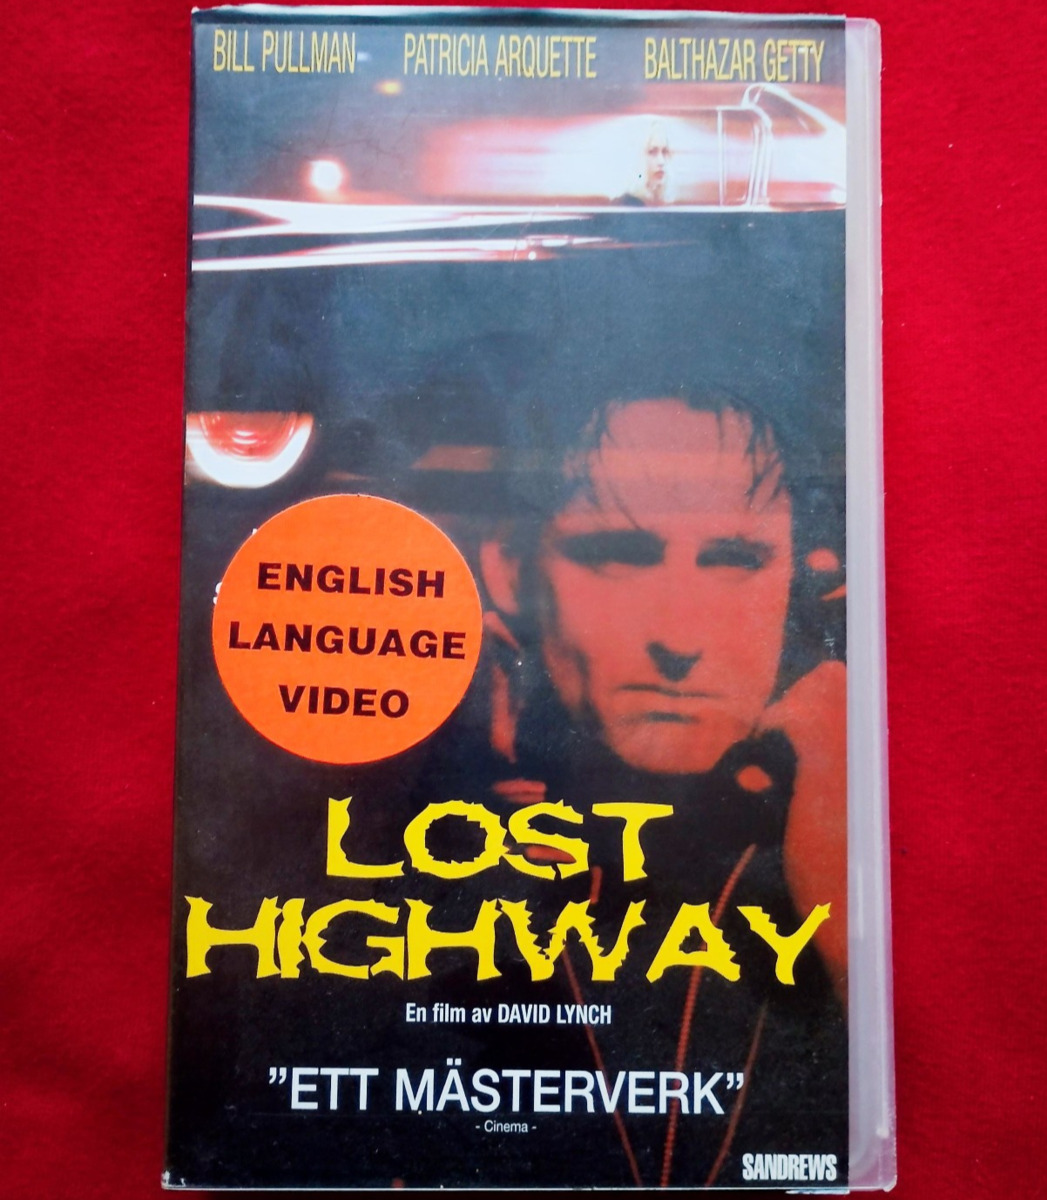 BILL PULLMAN PATRICIA ARQUETTE BALTHAZAR GETTY
ENGLISH
LANGUAGE
VIDEO
LOST
HIGHWAY
En film av DAVID LYNCH
”ETT MÄSTERVERK”
- Cinema -
SANDREWS